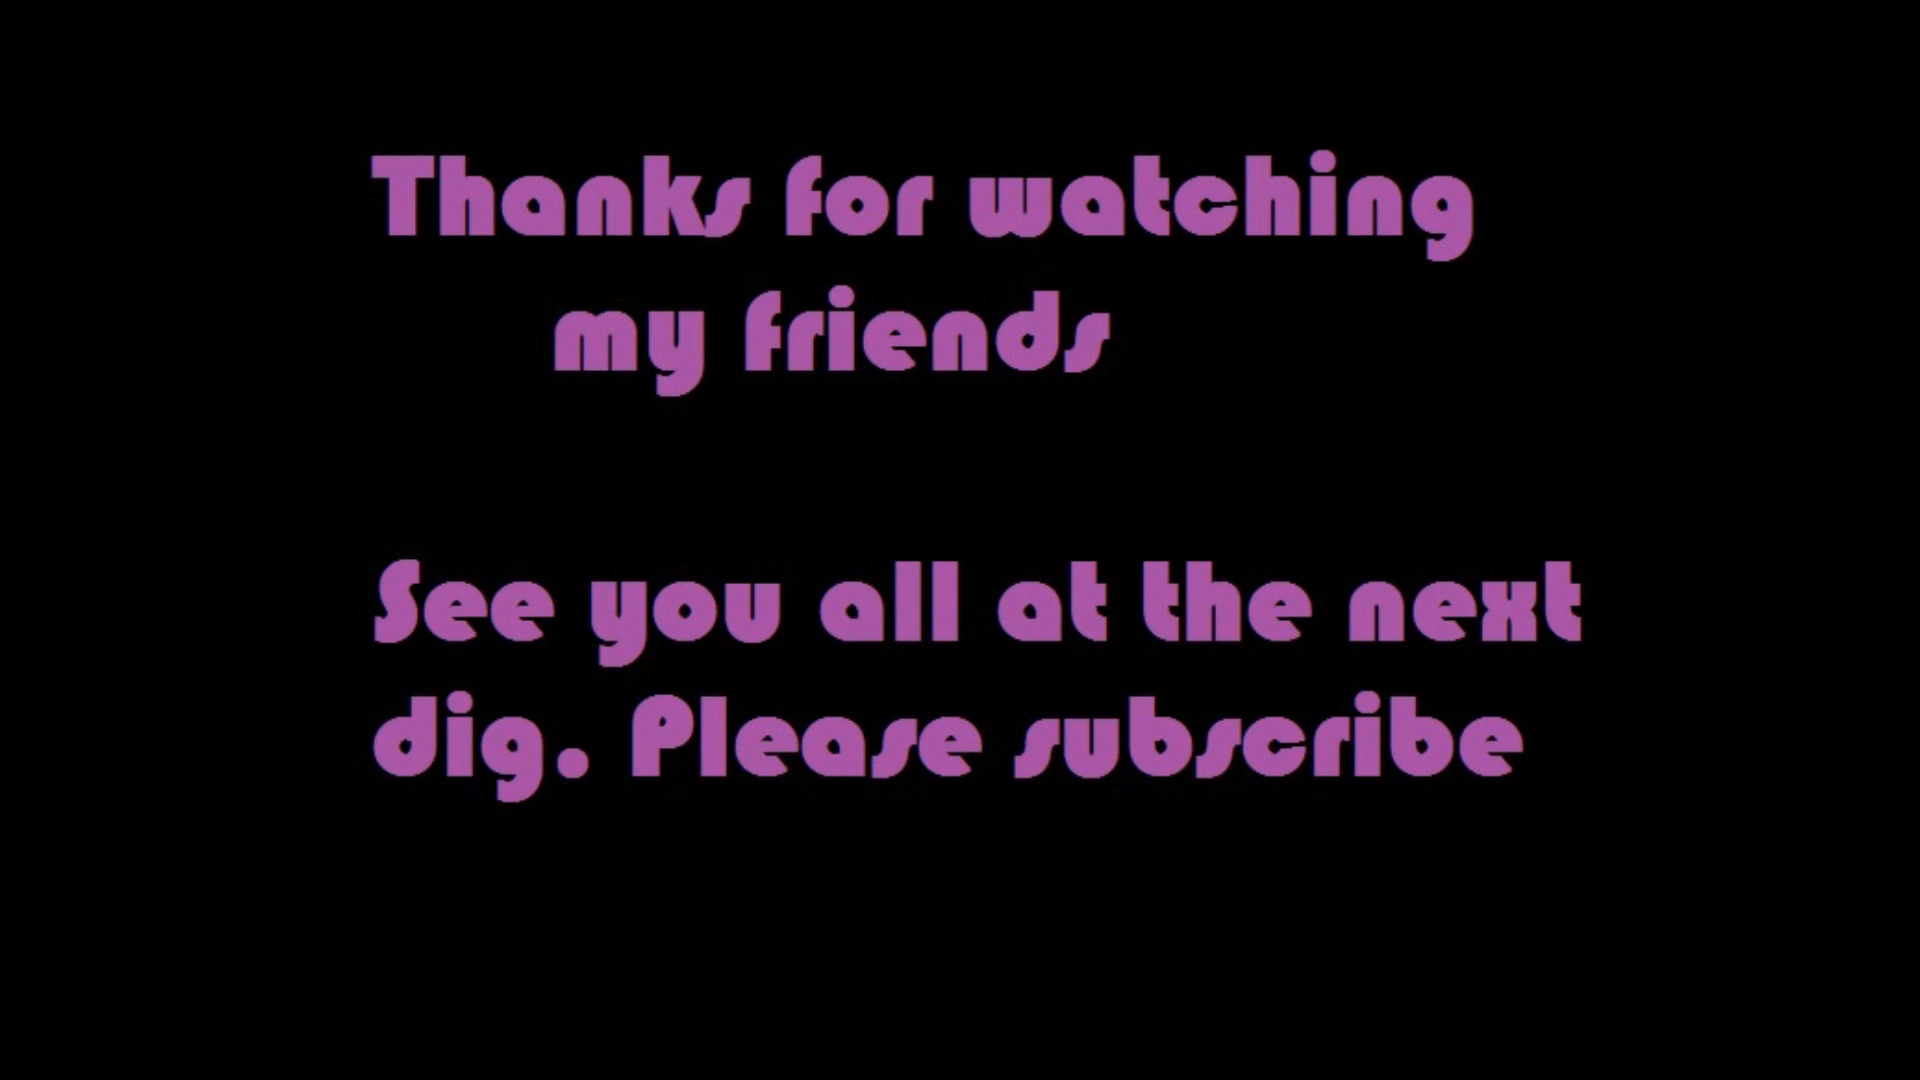 Thanks for watching
my friends
See you all at the next
dig. Please subscribe